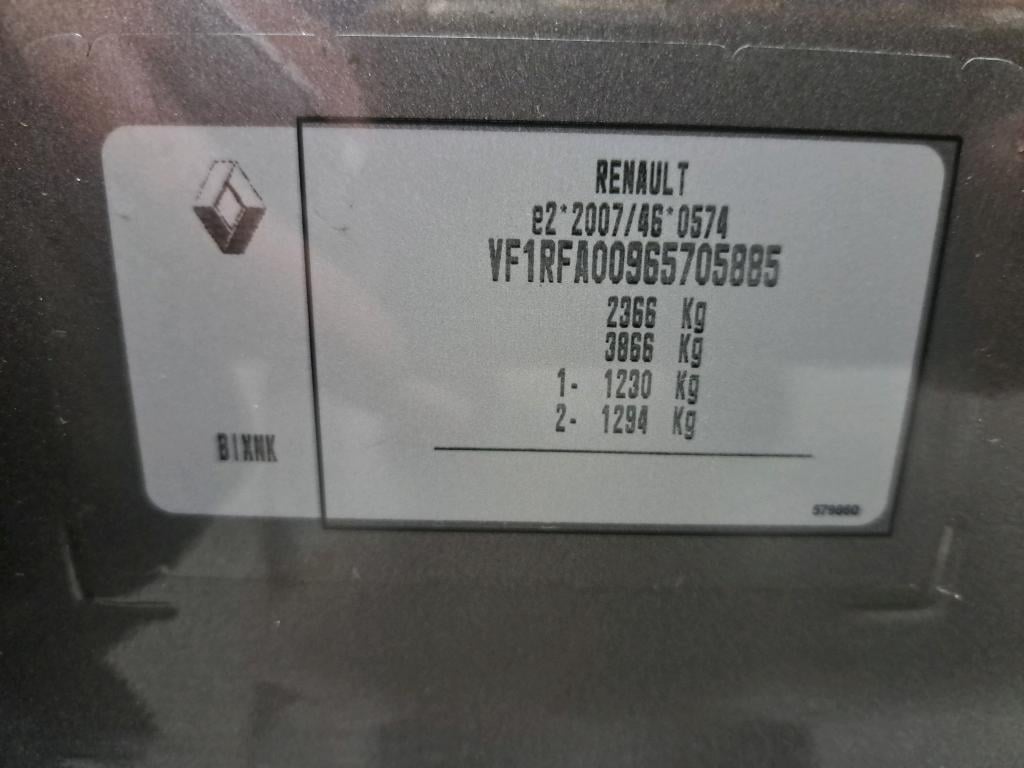 RENAULT
e2*2007/46*0574
VF1RFA00965705885
2366 Kg
3866 Kg
1- 1230 Kg
2- 1294 Kg
BIXNK
579860